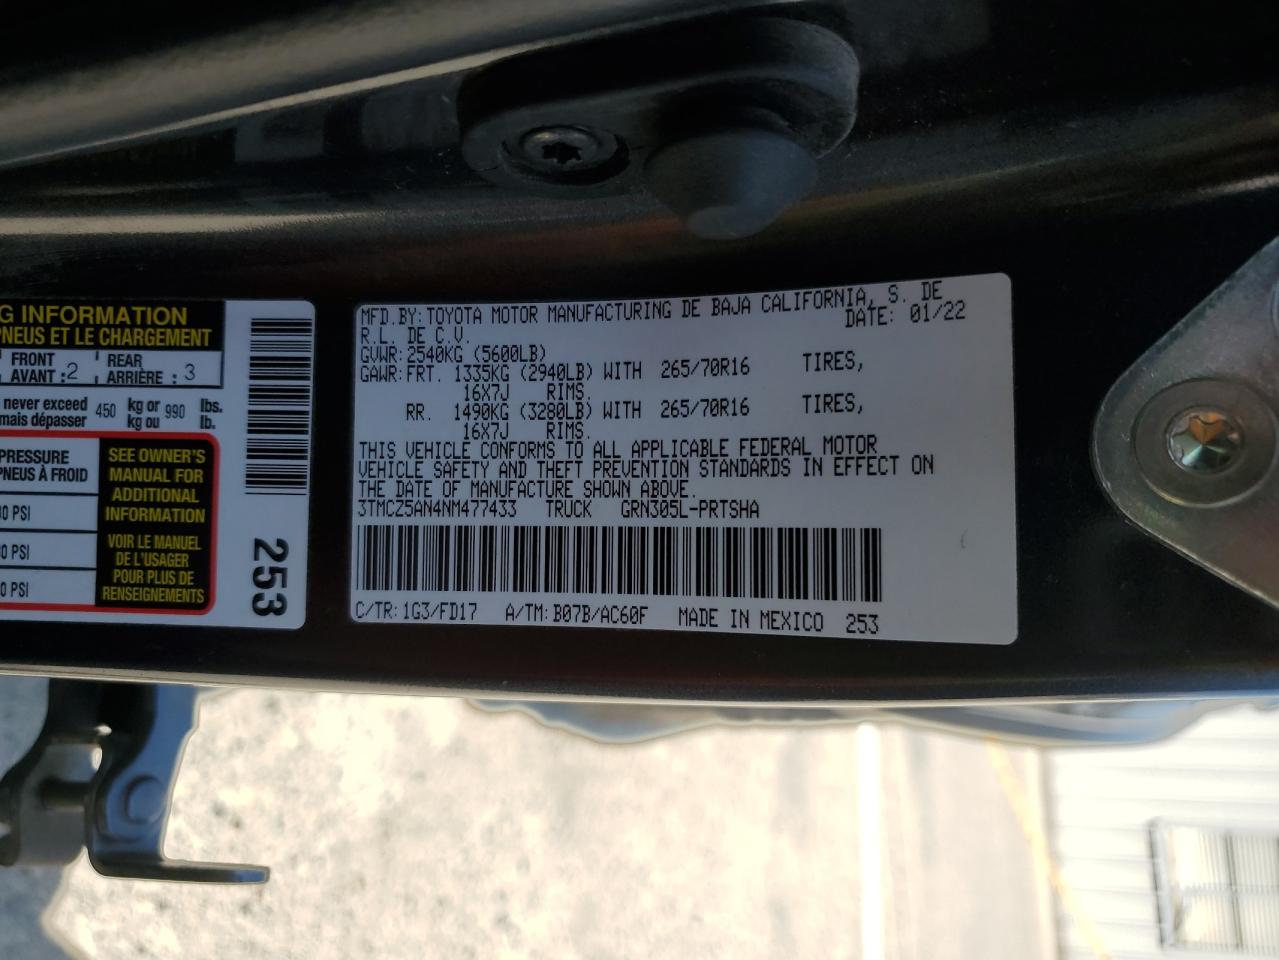 G INFORMATION
PNEUS ET LE CHARGEMENT
FRONT
AVANT : 2
REAR
ARRIÈRE : 3
never exceed
mais dépasser
450
kg or
kg ou
990
lbs.
lb.
PRESSURE
PNEUS À FROID
PSI
PSI
PSI
SEE OWNER'S
MANUAL FOR
ADDITIONAL
INFORMATION
VOIR LE MANUEL
DE L'USAGER
POUR PLUS DE
RENSEIGNEMENTS
253
MFD. BY: TOYOTA MOTOR MANUFACTURING DE BAJA CALIFORNIA, S. DE
R.L. DE C.V. DATE: 01/22
GVWR: 2540KG (5600LB)
GAWR: FRT. 1335KG (2940LB) WITH 265/70R16 TIRES,
16X7J RIMS.
RR. 1490KG (3280LB) WITH 265/70R16 TIRES,
16X7J RIMS.
THIS VEHICLE CONFORMS TO ALL APPLICABLE FEDERAL MOTOR
VEHICLE SAFETY AND THEFT PREVENTION STANDARDS IN EFFECT ON
THE DATE OF MANUFACTURE SHOWN ABOVE.
3TMCZ5AN4NM477433 TRUCK GRN305L-PRTSHA
C/TR: 1G3/FD17 A/TM: B07B/AC60F MADE IN MEXICO 253